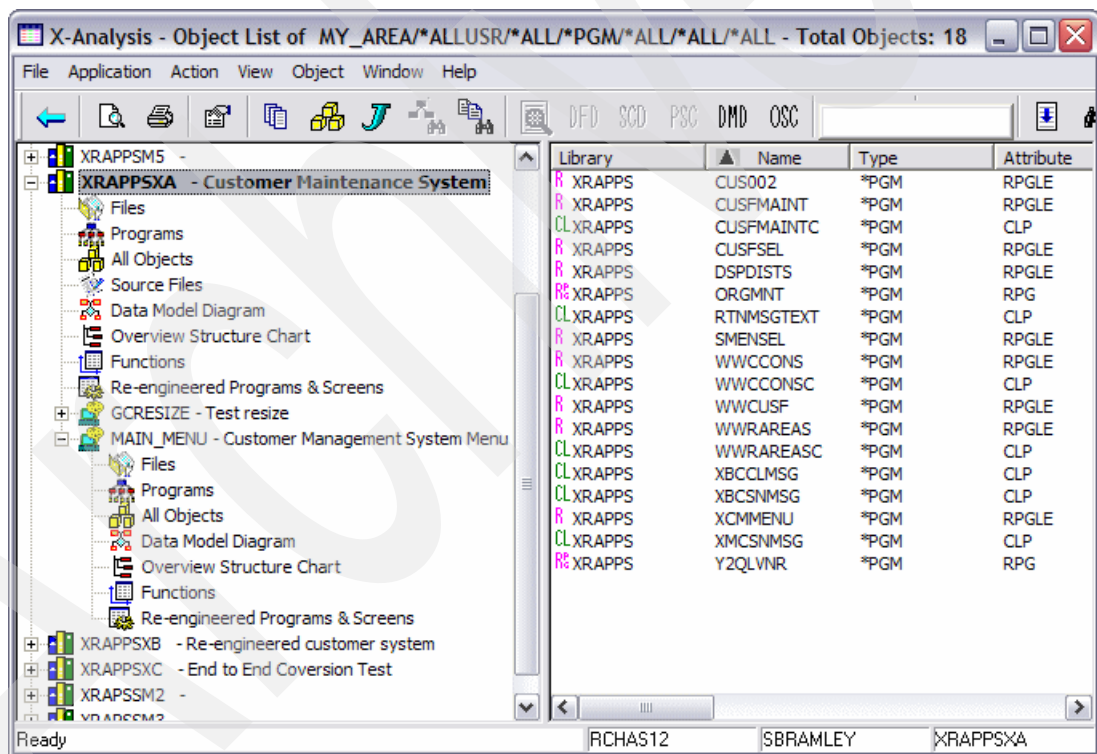 X-Analysis - Object List of MY_AREA/*ALLUSR/*ALL/*PGM/*ALL/*ALL/*ALL - Total Objects: 18
File Application Action View Object Window Help
DFD SCD PSC DMD OSC
XRAPPSM5 -
XRAPPSXA - Customer Maintenance System
Files
Programs
All Objects
Source Files
Data Model Diagram
Overview Structure Chart
Functions
Re-engineered Programs & Screens
GCRESIZE - Test resize
MAIN_MENU - Customer Management System Menu
Files
Programs
All Objects
Data Model Diagram
Overview Structure Chart
Functions
Re-engineered Programs & Screens
XRAPPSXB - Re-engineered customer system
XRAPPSXC - End to End Coversion Test
XRAPSSM2 -
Library Name Type Attribute
R XRAPPS CUS002 *PGM RPGLE
R XRAPPS CUSFMAINT *PGM RPGLE
CL XRAPPS CUSFMAINTC *PGM CLP
R XRAPPS CUSFSEL *PGM RPGLE
R XRAPPS DSPDISTS *PGM RPGLE
XRAPPS ORGMNT *PGM RPG
CL XRAPPS RTNMSGTEXT *PGM CLP
R XRAPPS SMENSEL *PGM RPGLE
R XRAPPS WWCCONS *PGM RPGLE
CL XRAPPS WWCCONSC *PGM CLP
R XRAPPS WWCUSF *PGM RPGLE
R XRAPPS WWRAREAS *PGM RPGLE
CL XRAPPS WWRAREASC *PGM CLP
CL XRAPPS XBCCLMSG *PGM CLP
CL XRAPPS XBCSNMSG *PGM CLP
R XRAPPS XCMMENU *PGM RPGLE
CL XRAPPS XMCSNMSG *PGM CLP
XRAPPS Y2QLVNR *PGM RPG
Ready RCHAS12 SBRAMLEY XRAPPSXA